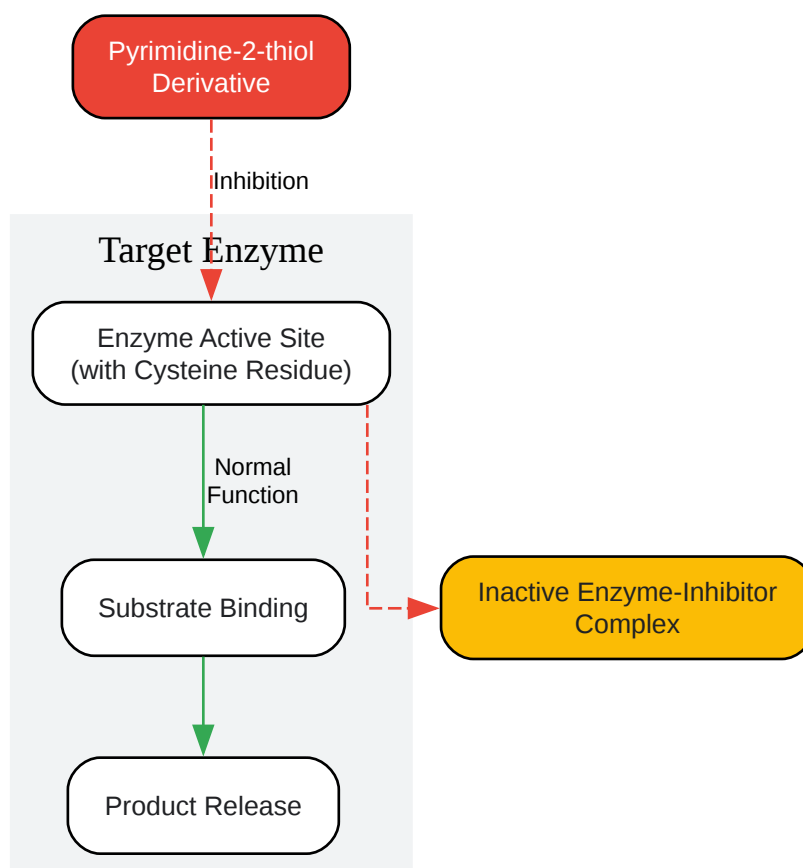 Pyrimidine-2-thiol
Derivative
Inhibition
Target Enzyme
Enzyme Active Site
(with Cysteine Residue)
Normal
Function
Substrate Binding
Inactive Enzyme-Inhibitor
Complex
Product Release